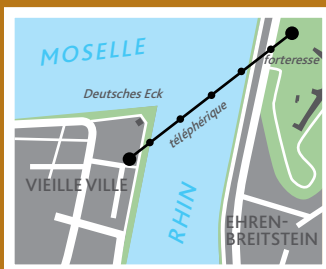 MOSELLE
forteresse
Deutsches Eck
téléphérique
VIEILLE VILLE
RHIN
EHREN-
BREITSTEIN